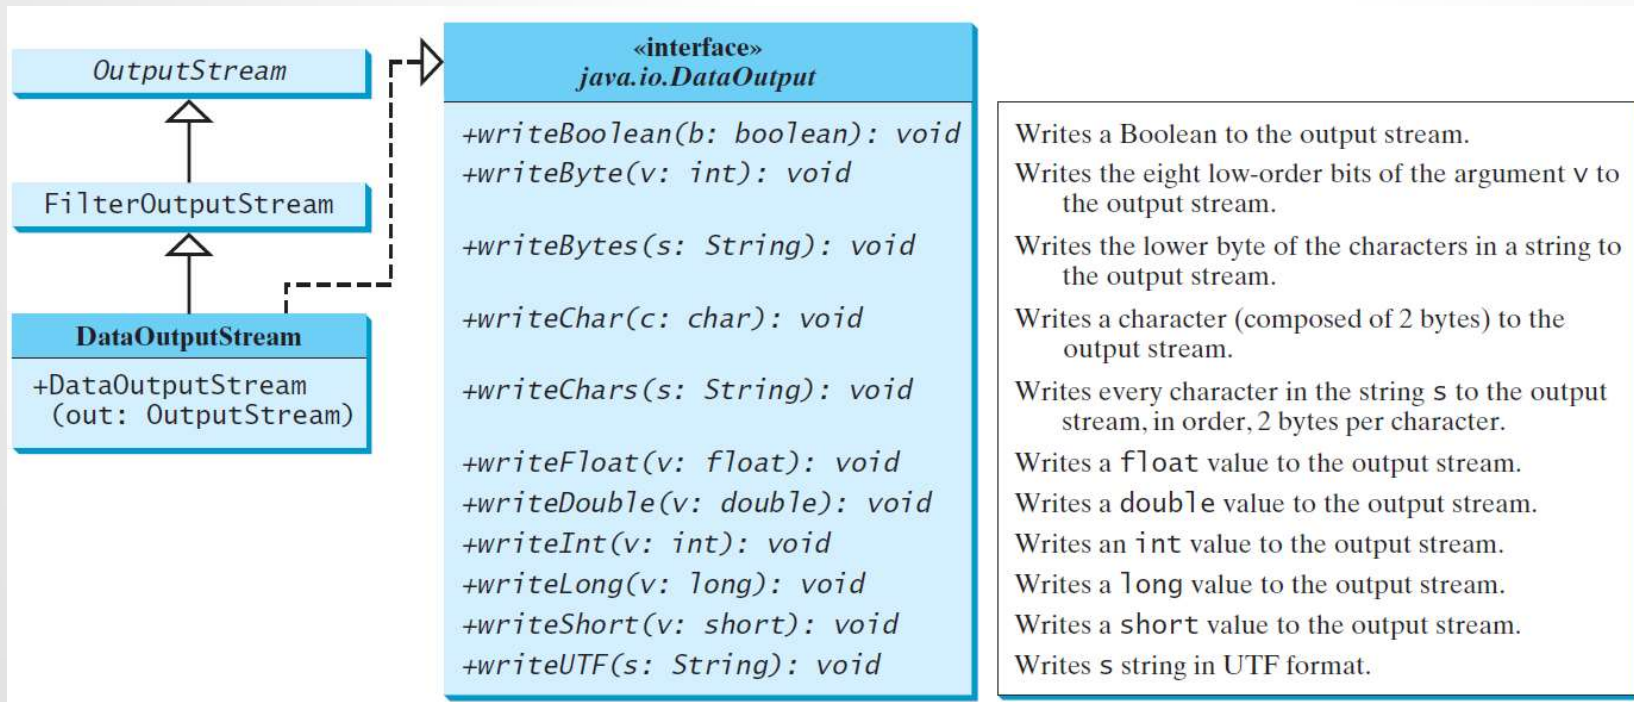 OutputStream
FilterOutputStream
DataOutputStream
+DataOutputStream
(out: OutputStream)
«interface»
java.io.DataOutput
+writeBoolean(b: boolean): void
+writeByte(v: int): void
+writeBytes(s: String): void
+writeChar(c: char): void
+writeChars(s: String): void
+writeFloat(v: float): void
+writeDouble(v: double): void
+writeInt(v: int): void
+writeLong(v: long): void
+writeShort(v: short): void
+writeUTF(s: String): void
Writes a Boolean to the output stream.
Writes the eight low-order bits of the argument v to
the output stream.
Writes the lower byte of the characters in a string to
the output stream.
Writes a character (composed of 2 bytes) to the
output stream.
Writes every character in the string s to the output
stream, in order, 2 bytes per character.
Writes a float value to the output stream.
Writes a double value to the output stream.
Writes an int value to the output stream.
Writes a long value to the output stream.
Writes a short value to the output stream.
Writes s string in UTF format.